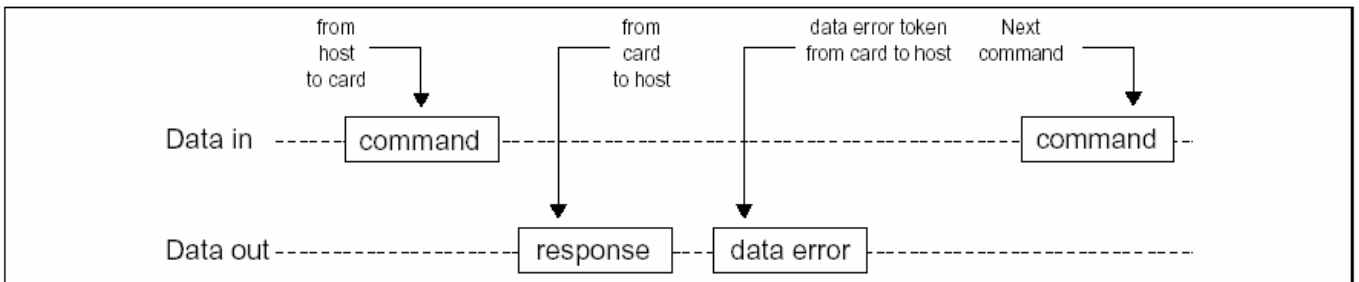 from
host
to card
from
card
to host
data error token
from card to host
Next
command
Data in
command
command
Data out
response
data error